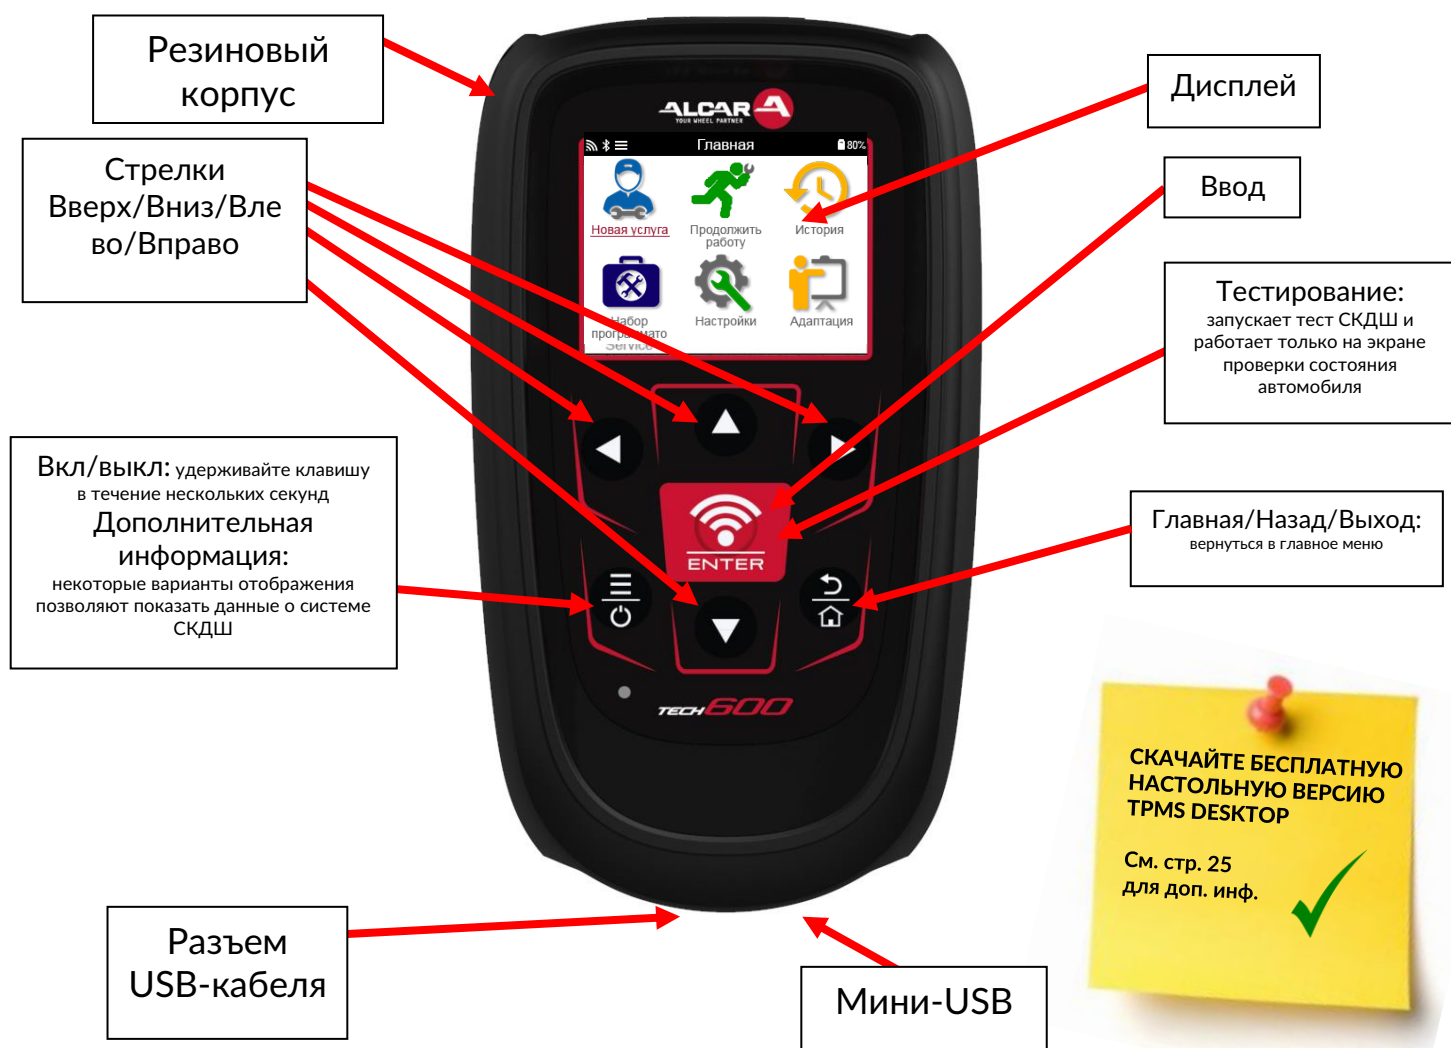 Резиновый
корпус
Стрелки
Вверх/Вниз/Вле
во/Вправо
Вкл/выкл: удерживайте клавишу
в течение нескольких секунд
Дополнительная
информация:
некоторые варианты отображения
позволяют показать данные о системе
СКДШ
Разъем
USB-кабеля
ALCAR
YOUR WHEEL PARTNER
Главная
80%
Новая услуга
Продолжить
работу
История
Набор
программато
Service
Настройки
Адаптация
ENTER
TECH600
Дисплей
Ввод
Тестирование:
запускает тест СКДШ и
работает только на экране
проверки состояния
автомобиля
Главная/Назад/Выход:
вернуться в главное меню
СКАЧАЙТЕ БЕСПЛАТНУЮ
НАСТОЛЬНУЮ ВЕРСИЮ
TPMS DESKTOP
См. стр. 25
для доп. инф.
Мини-USB